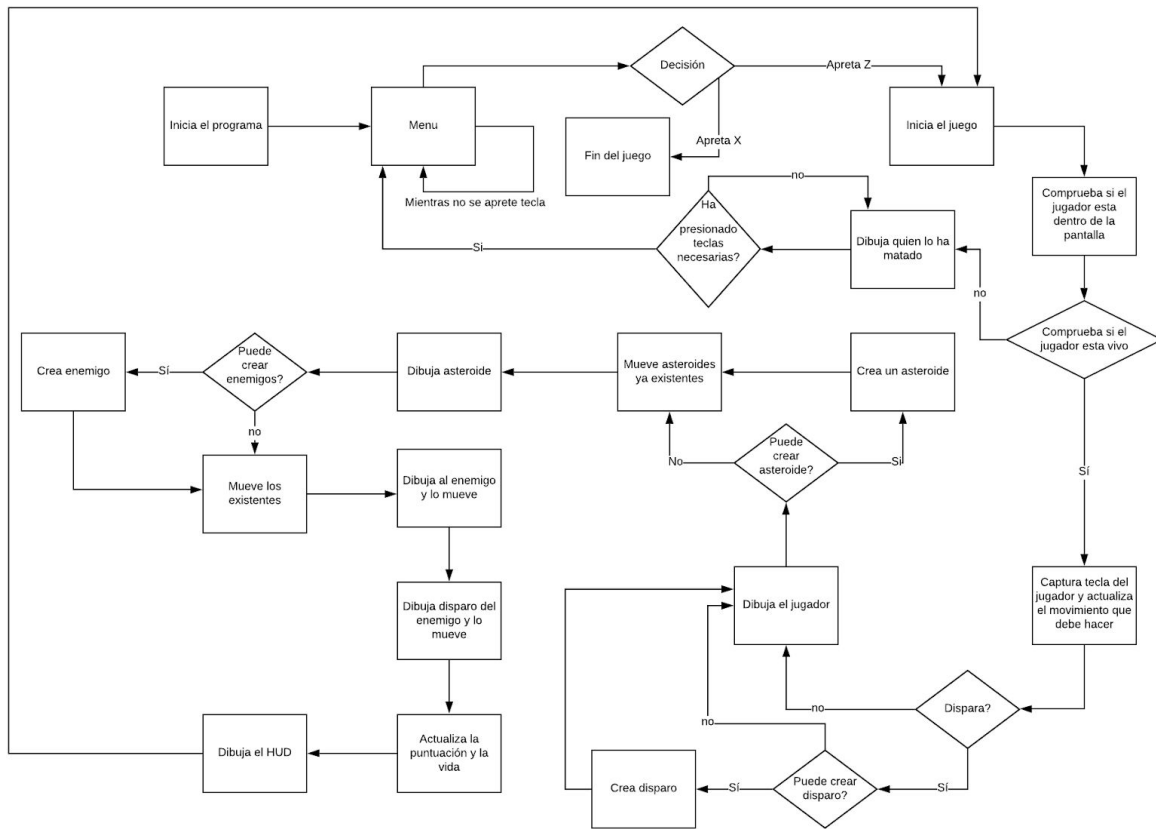 Decisión
Apreta Z
Inicia el programa
Menu
Fin del juego
Apreta X
Inicia el juego
Mientras no se aprete tecla
no
Ha
presionado
teclas
necesarias?
Si
Dibuja quien lo ha
matado
Comprueba si el
jugador esta
dentro de la
pantalla
no
Comprueba si el
jugador esta vivo
Sí
Crea enemigo
Sí
Puede
crear
enemigos?
no
Dibuja asteroide
Mueve asteroides
ya existentes
Crea un asteroide
No
Puede
crear
asteroide?
Si
Mueve los
existentes
Dibuja al enemigo
y lo mueve
Dibuja disparo del
enemigo y lo
mueve
Dibuja el jugador
Captura tecla del
jugador y actualiza
el movimiento que
debe hacer
no
Dispara?
no
Dibuja el HUD
Actualiza la
puntuación y la
vida
Crea disparo
Sí
Puede crear
disparo?
Sí